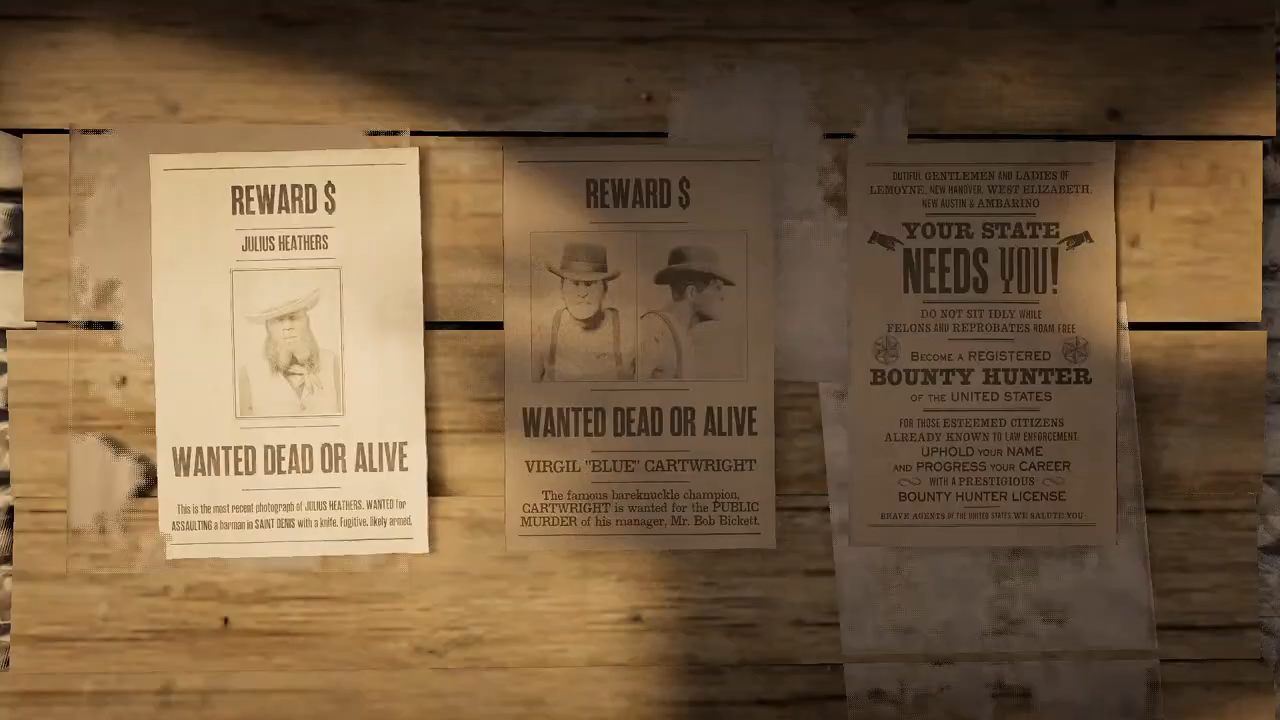 REWARD $
JULIUS HEATHERS
WANTED DEAD OR ALIVE
This is the most recent photograph of JULIUS HEATHERS. WANTED for
ASSAULTING a barman in SAINT DENIS with a knife. Fugitive, likely armed.
REWARD $
WANTED DEAD OR ALIVE
VIRGIL "BLUE" CARTWRIGHT
The famous bareknuckle champion,
CARTWRIGHT is wanted for the PUBLIC
MURDER of his manager, Mr. Bob Bickett.
DUTIFUL GENTLEMEN AND LADIES OF
LEMOYNE, NEW HANOVER, WEST ELIZABETH,
NEW AUSTIN & AMBARINO
YOUR STATE
NEEDS YOU!
DO NOT SIT IDLY WHILE
FELONS AND REPROBATES ROAM FREE
BECOME A REGISTERED
BOUNTY HUNTER
OF THE UNITED STATES
FOR THOSE ESTEEMED CITIZENS
ALREADY KNOWN TO LAW ENFORCEMENT,
UPHOLD YOUR NAME
AND PROGRESS YOUR CAREER
WITH A PRESTIGIOUS
BOUNTY HUNTER LICENSE
BRAVE AGENTS OF THE UNITED STATES WE SALUTE YOU